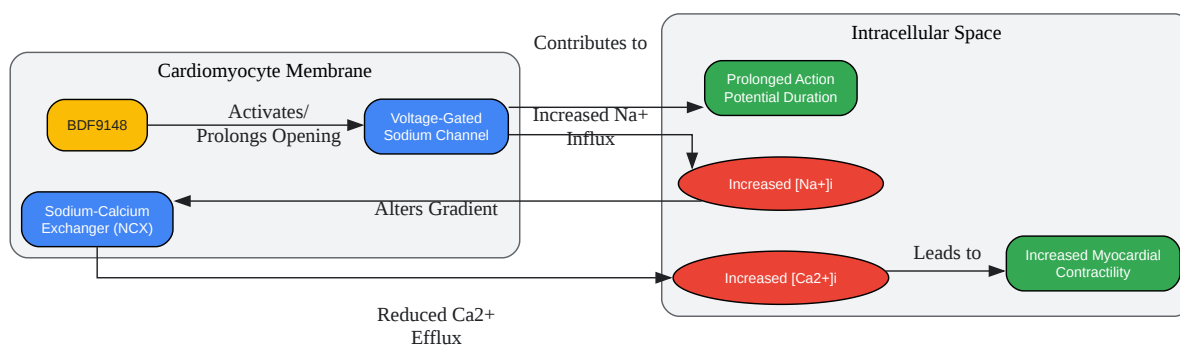 Cardiomyocyte Membrane
BDF9148
Activates/
Prolongs Opening
Voltage-Gated
Sodium Channel
Sodium-Calcium
Exchanger (NCX)
Contributes to
Increased Na+
Influx
Alters Gradient
Reduced Ca2+
Efflux
Intracellular Space
Prolonged Action
Potential Duration
Increased [Na+]i
Increased [Ca2+]i
Leads to
Increased Myocardial
Contractility